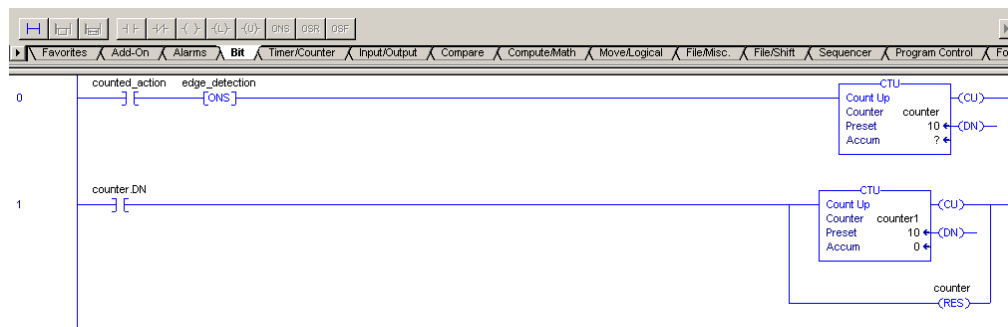 ONS OSR OSF
Favorites Add-On Alarms Bit Timer/Counter Input/Output Compare Compute/Math Move/Logical File/Misc. File/Shift Sequencer Program Control Fo
counted_action edge_detection CTU
0 ONS Count Up CU
Counter counter
Preset 10 DN
Accum ?
counter.DN CTU
1 Count Up CU
Counter counter1
Preset 10 DN
Accum 0
counter
RES